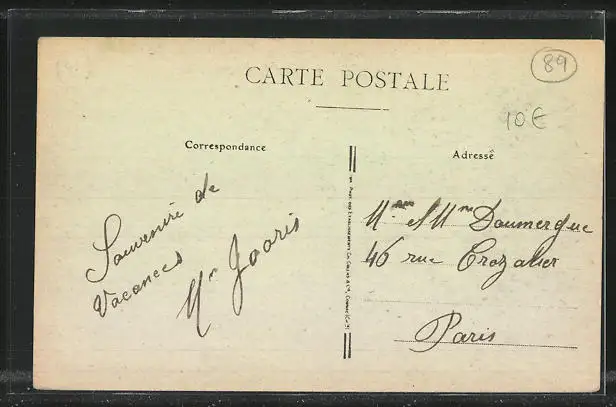 CARTE POSTALE
89
10€
Correspondance
Adresse
Souvenir de
Vacances
Mr Jooris
Mr et Mme Doumergue
46 rue Crozatier
Paris